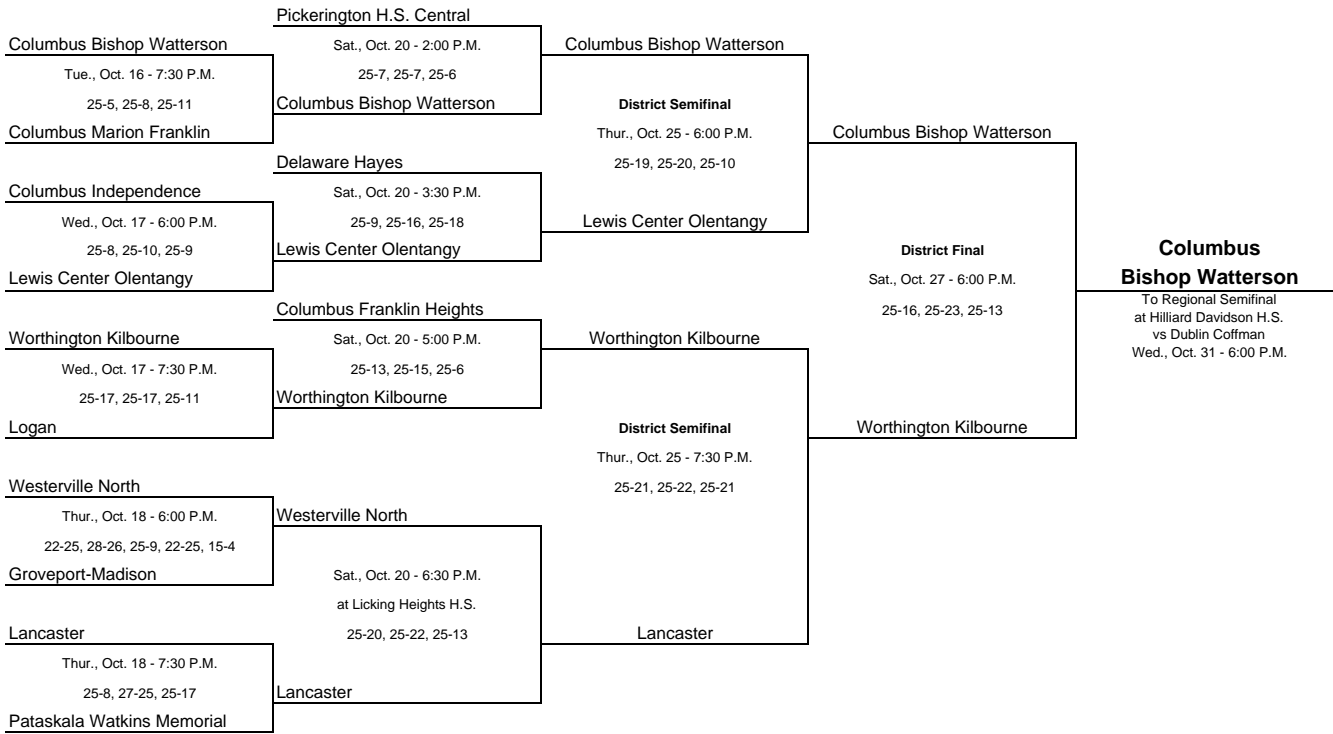 Pickerington H.S. Central
Columbus Bishop Watterson
Sat., Oct. 20 - 2:00 P.M.
Columbus Bishop Watterson
Tue., Oct. 16 - 7:30 P.M.
25-7, 25-7, 25-6
25-5, 25-8, 25-11
Columbus Bishop Watterson
District Semifinal
Columbus Marion Franklin
Thur., Oct. 25 - 6:00 P.M.
Columbus Bishop Watterson
Delaware Hayes
25-19, 25-20, 25-10
Columbus Independence
Sat., Oct. 20 - 3:30 P.M.
Wed., Oct. 17 - 6:00 P.M.
25-9, 25-16, 25-18
Lewis Center Olentangy
25-8, 25-10, 25-9
Lewis Center Olentangy
District Final
Columbus
Lewis Center Olentangy
Sat., Oct. 27 - 6:00 P.M.
Bishop Watterson
To Regional Semifinal
Columbus Franklin Heights
25-16, 25-23, 25-13
at Hilliard Davidson H.S.
Worthington Kilbourne
Sat., Oct. 20 - 5:00 P.M.
Worthington Kilbourne
vs Dublin Coffman
Wed., Oct. 31 - 6:00 P.M.
Wed., Oct. 17 - 7:30 P.M.
25-13, 25-15, 25-6
25-17, 25-17, 25-11
Worthington Kilbourne
Logan
District Semifinal
Worthington Kilbourne
Thur., Oct. 25 - 7:30 P.M.
Westerville North
25-21, 25-22, 25-21
Thur., Oct. 18 - 6:00 P.M.
Westerville North
22-25, 28-26, 25-9, 22-25, 15-4
Groveport-Madison
Sat., Oct. 20 - 6:30 P.M.
at Licking Heights H.S.
Lancaster
25-20, 25-22, 25-13
Lancaster
Thur., Oct. 18 - 7:30 P.M.
25-8, 27-25, 25-17
Lancaster
Pataskala Watkins Memorial